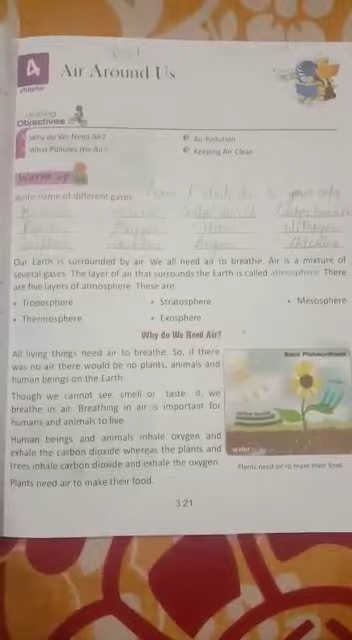 4
chapter
Air Around Us
Learning
Objectives
Why do We Need Air?
Air Pollution
What Pollutes the Air?
Keeping Air Clean
Warm up
Write name of different gases
Our Earth is surrounded by air. We all need air to breathe. Air is a mixture of
several gases. The layer of air that surrounds the Earth is called atmosphere. There
are five layers of atmosphere. These are
• Troposphere
• Stratosphere
• Mesosphere
• Thermosphere
• Exosphere
Why do We Need Air?
All living things need air to breathe. So, if there
was no air there would be no plants, animals and
human beings on the Earth
Though we cannot see, smell or taste it, we
breathe in air. Breathing in air is important for
humans and animals to live
Human beings and animals inhale oxygen and
exhale the carbon dioxide whereas the plants and
trees inhale carbon dioxide and exhale the oxygen
Plants need air to make their food.
Basic Photosynthesis
water
Plants need air to make their food
321